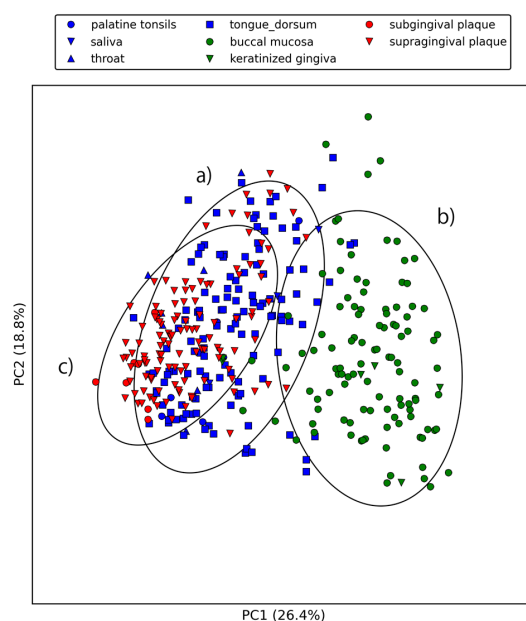 palatine tonsils tongue_dorsum subgingival plaque
saliva buccal mucosa supragingival plaque
throat keratinized gingiva
a)
b)
c)
PC2 (18.8%)
PC1 (26.4%)